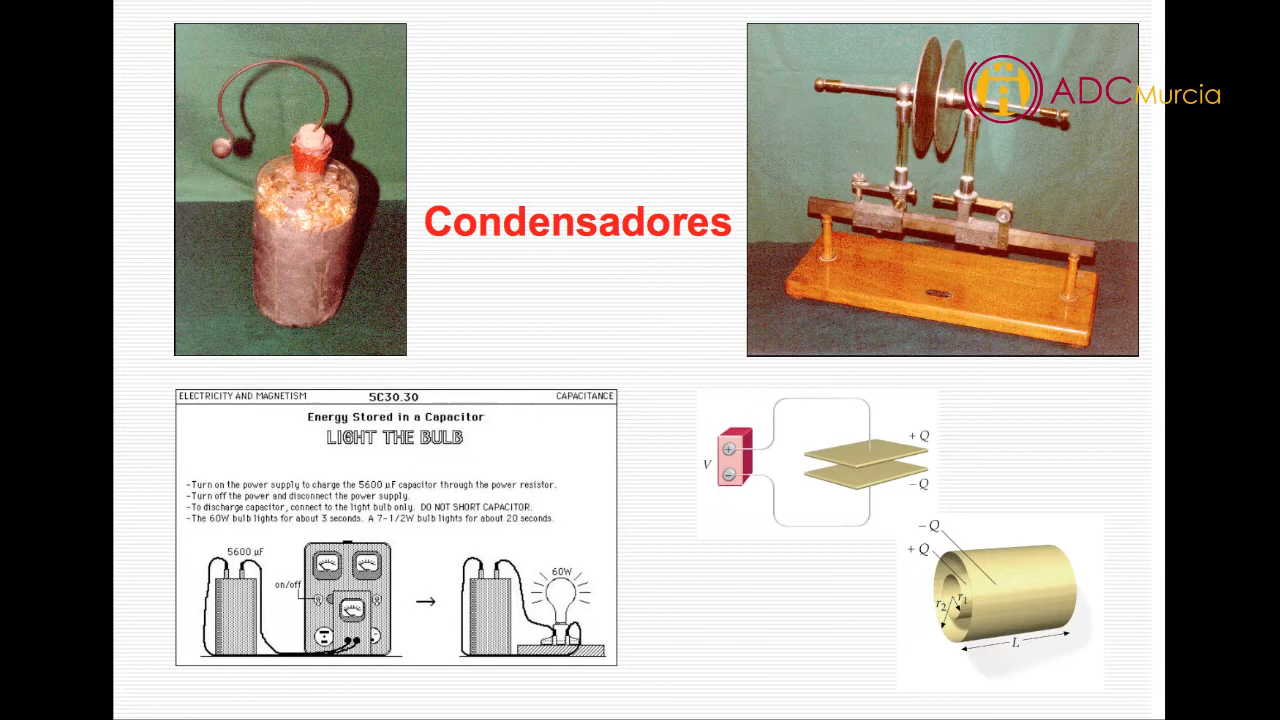 ADCMurcia
Condensadores
ELECTRICITY AND MAGNETISM 5C30.30 CAPACITANCE
Energy Stored in a Capacitor
LIGHT THE BULB
-Turn on the power supply to charge the 5600 µF capacitor through the power resistor.
-Turn off the power and disconnect the power supply.
-To discharge capacitor, connect to the light bulb only. DO NOT SHORT CAPACITOR.
-The 60W bulb lights for about 3 seconds. A 7-1/2W bulb lights for about 20 seconds.
5600 µF
on/off
60W
V
+
−
+ Q
− Q
− Q
+ Q
r2
r1
L